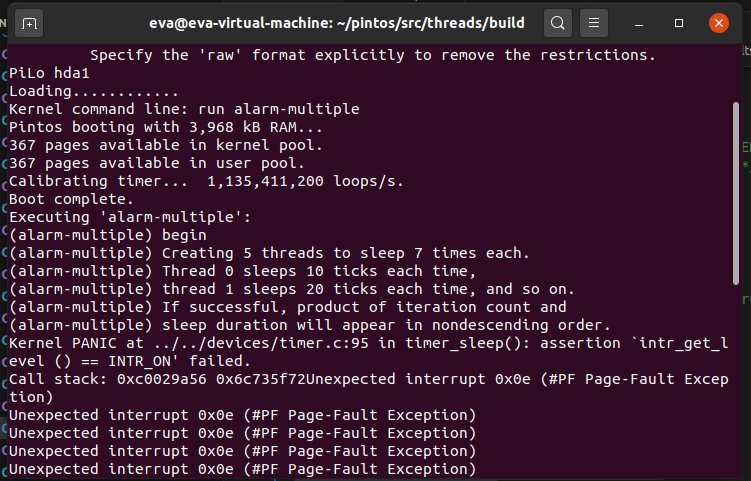 eva@eva-virtual-machine: ~/pintos/src/threads/build
Specify the 'raw' format explicitly to remove the restrictions.
PiLo hda1
Loading............
Kernel command line: run alarm-multiple
Pintos booting with 3,968 kB RAM...
367 pages available in kernel pool.
367 pages available in user pool.
Calibrating timer...  1,135,411,200 loops/s.
Boot complete.
Executing 'alarm-multiple':
(alarm-multiple) begin
(alarm-multiple) Creating 5 threads to sleep 7 times each.
(alarm-multiple) Thread 0 sleeps 10 ticks each time,
(alarm-multiple) thread 1 sleeps 20 ticks each time, and so on.
(alarm-multiple) If successful, product of iteration count and
(alarm-multiple) sleep duration will appear in nondescending order.
Kernel PANIC at ../../devices/timer.c:95 in timer_sleep(): assertion `intr_get_l
evel () == INTR_ON' failed.
Call stack: 0xc0029a56 0x6c735f72Unexpected interrupt 0x0e (#PF Page-Fault Excep
tion)
Unexpected interrupt 0x0e (#PF Page-Fault Exception)
Unexpected interrupt 0x0e (#PF Page-Fault Exception)
Unexpected interrupt 0x0e (#PF Page-Fault Exception)
Unexpected interrupt 0x0e (#PF Page-Fault Exception)